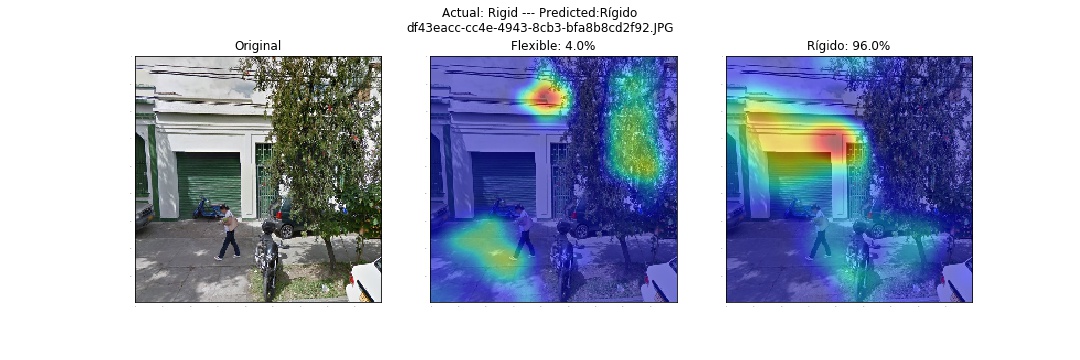 Actual: Rigid --- Predicted:Rígido
df43eacc-cc4e-4943-8cb3-bfa8b8cd2f92.JPG
Original
Flexible: 4.0%
Rígido: 96.0%